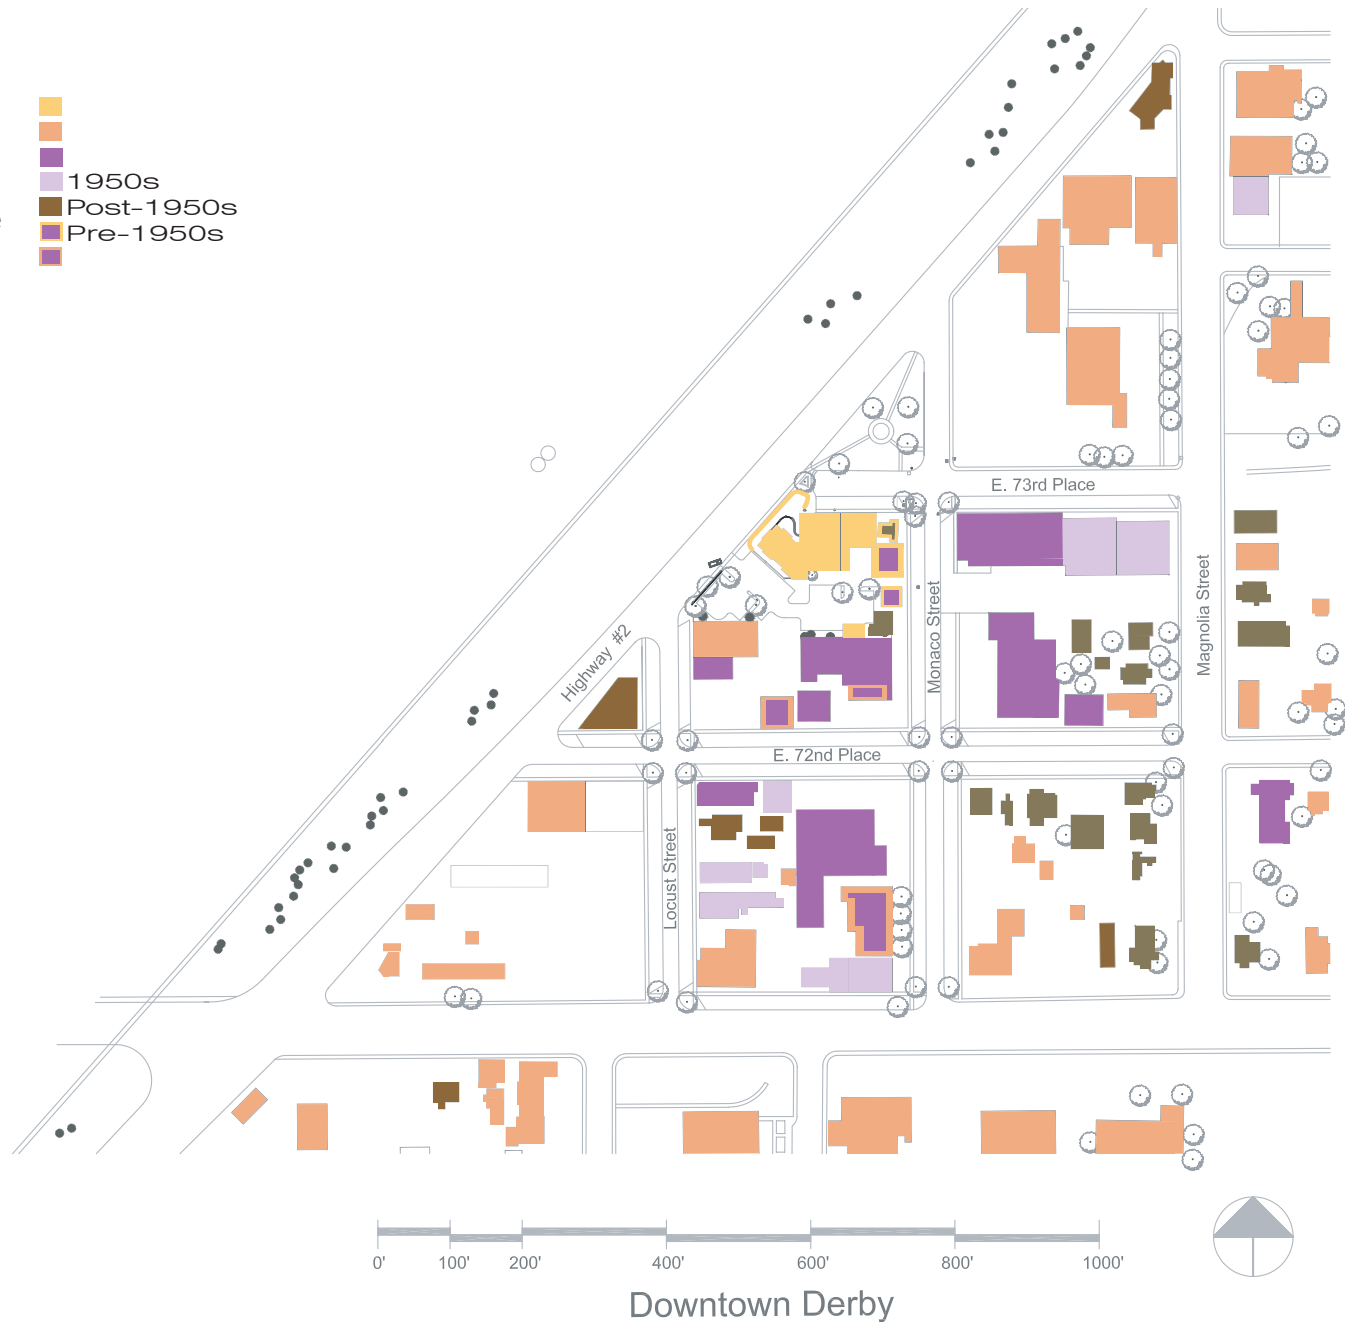 1950s
Post-1950s
Pre-1950s
E. 73rd Place
Monaco Street
Magnolia Street
Highway #2
E. 72nd Place
Locust Street
0' 100' 200' 400' 600' 800' 1000'
Downtown Derby